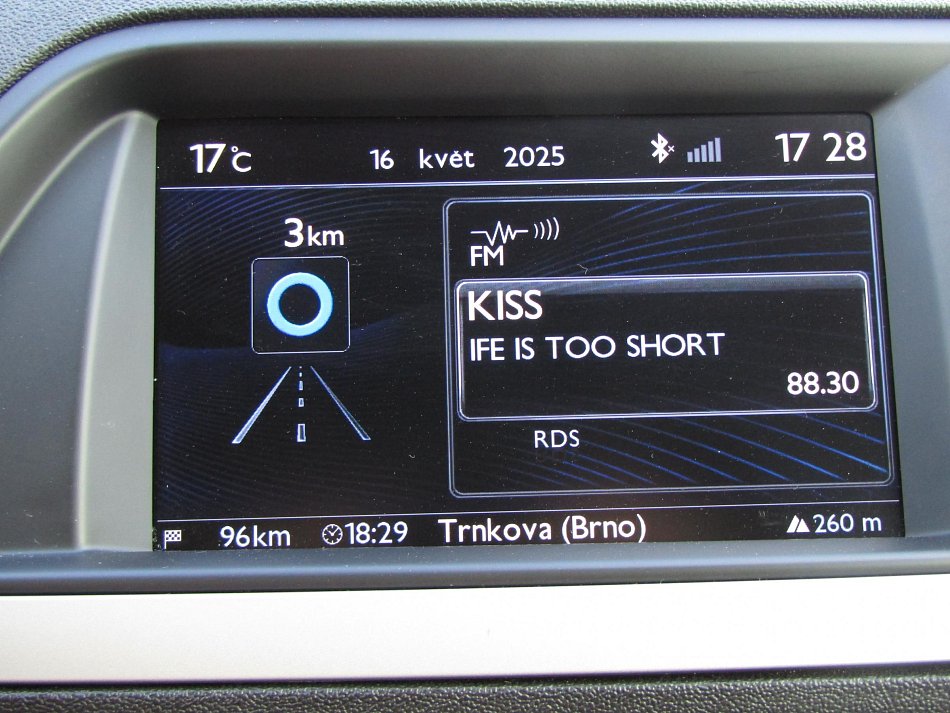 17°C 16 květ 2025 17 28
3km
FM
KISS
IFE IS TOO SHORT
88.30
RDS
96km 18:29 Trnkova (Brno) 260 m